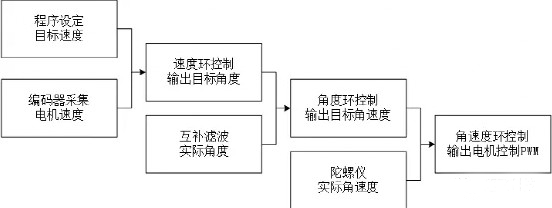 程序设定
目标速度
编码器采集
电机速度
速度环控制
输出目标角度
互补滤波
实际角度
角度环控制
输出目标角速度
陀螺仪
实际角速度
角速度环控制
输出电机控制PWM